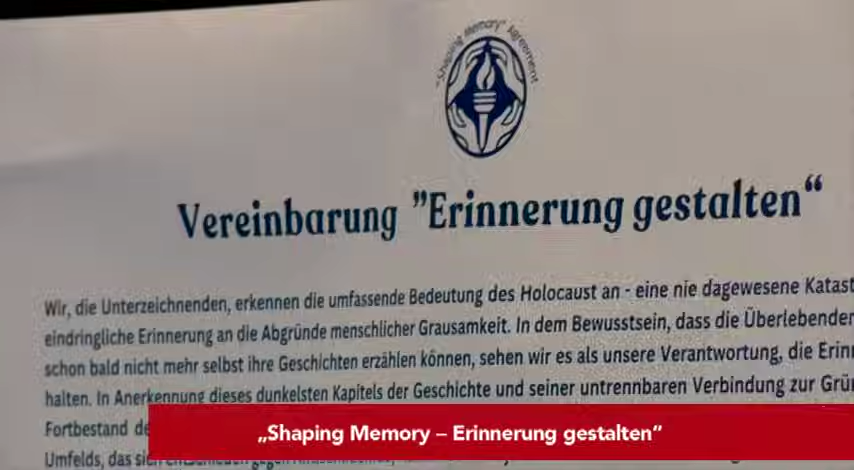 "Shaping Memory" Agreement
Vereinbarung "Erinnerung gestalten“
Wir, die Unterzeichnenden, erkennen die umfassende Bedeutung des Holocaust an - eine nie dagewesene
eindringliche Erinnerung an die Abgründe menschlicher Grausamkeit. In dem Bewusstsein, dass die
schon bald nicht mehr selbst ihre Geschichten erzählen können, sehen wir es als unsere Verantwortung, die
halten. In Anerkennung dieses dunkelsten Kapitels der Geschichte und seiner untrennbaren Verbindung zur
Fortbestand
„Shaping Memory – Erinnerung gestalten“
Umfelds, das